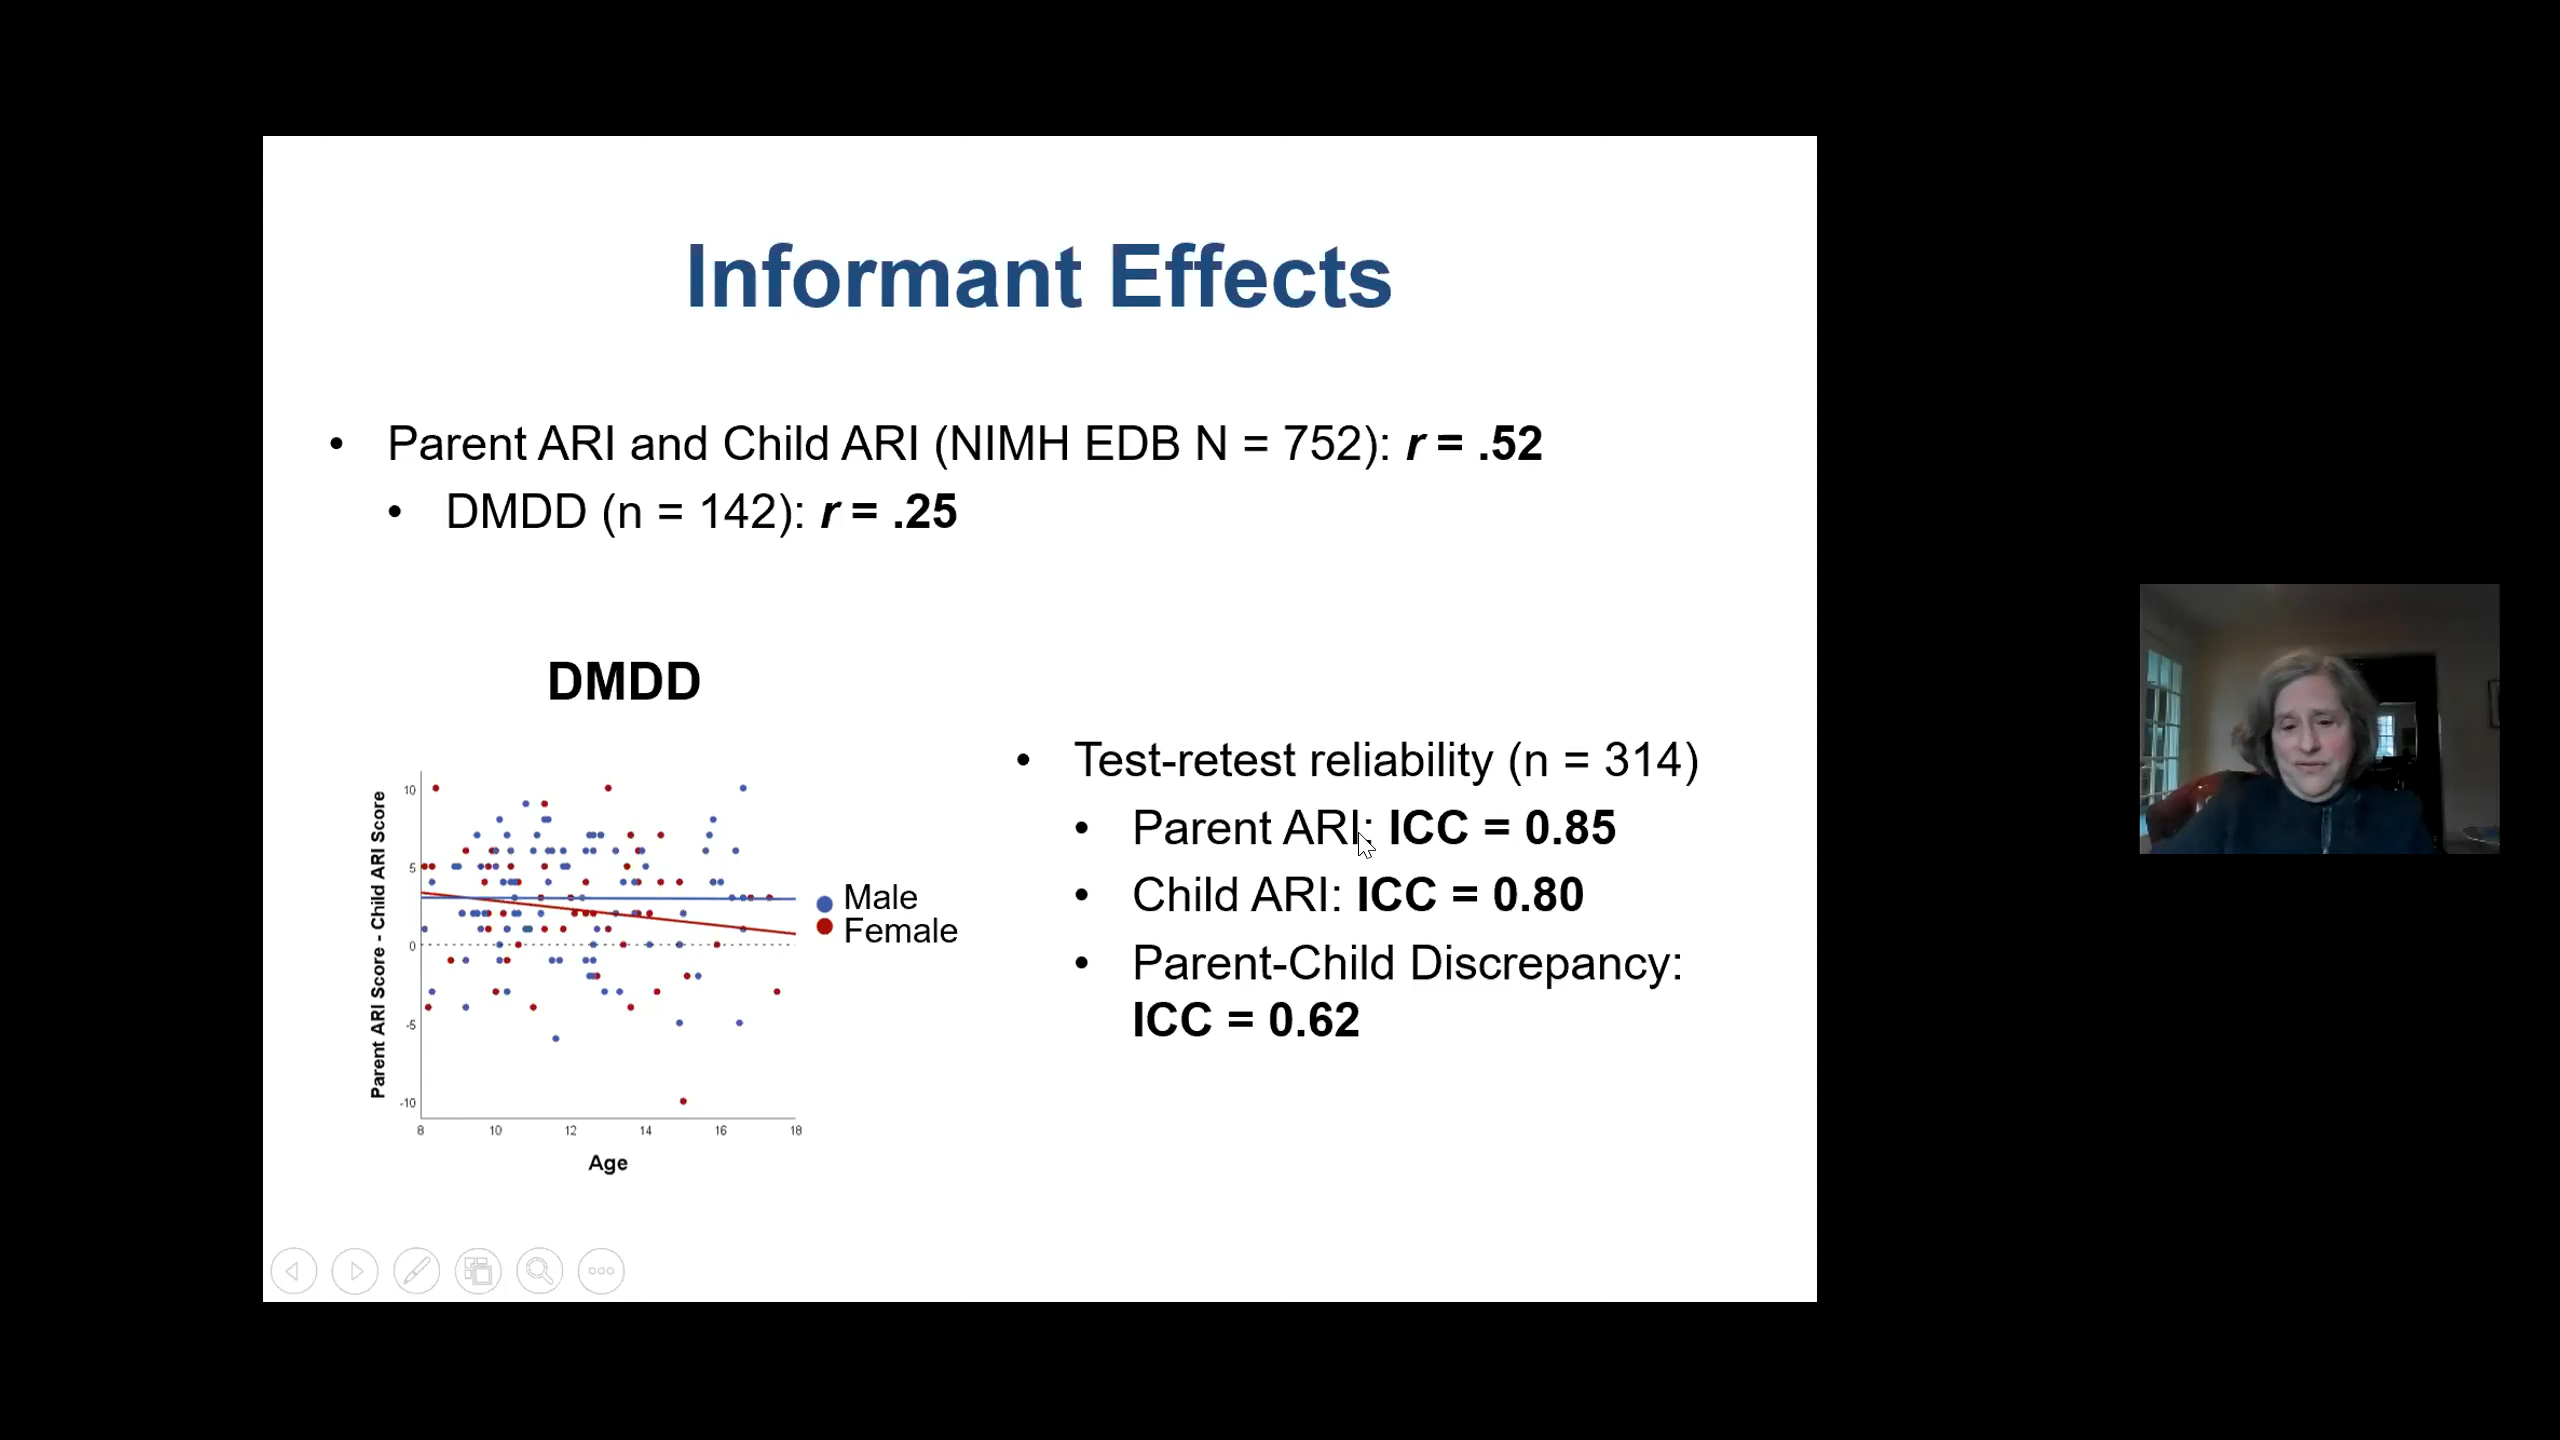 Informant Effects
• Parent ARI and Child ARI (NIMH EDB N = 752): r = .52
• DMDD (n = 142): r = .25
DMDD
Parent ARI Score - Child ARI Score
10
5
0
-5
-10
8 10 12 14 16 18
Age
Male
Female
• Test-retest reliability (n = 314)
• Parent ARI: ICC = 0.85
• Child ARI: ICC = 0.80
• Parent-Child Discrepancy:
ICC = 0.62